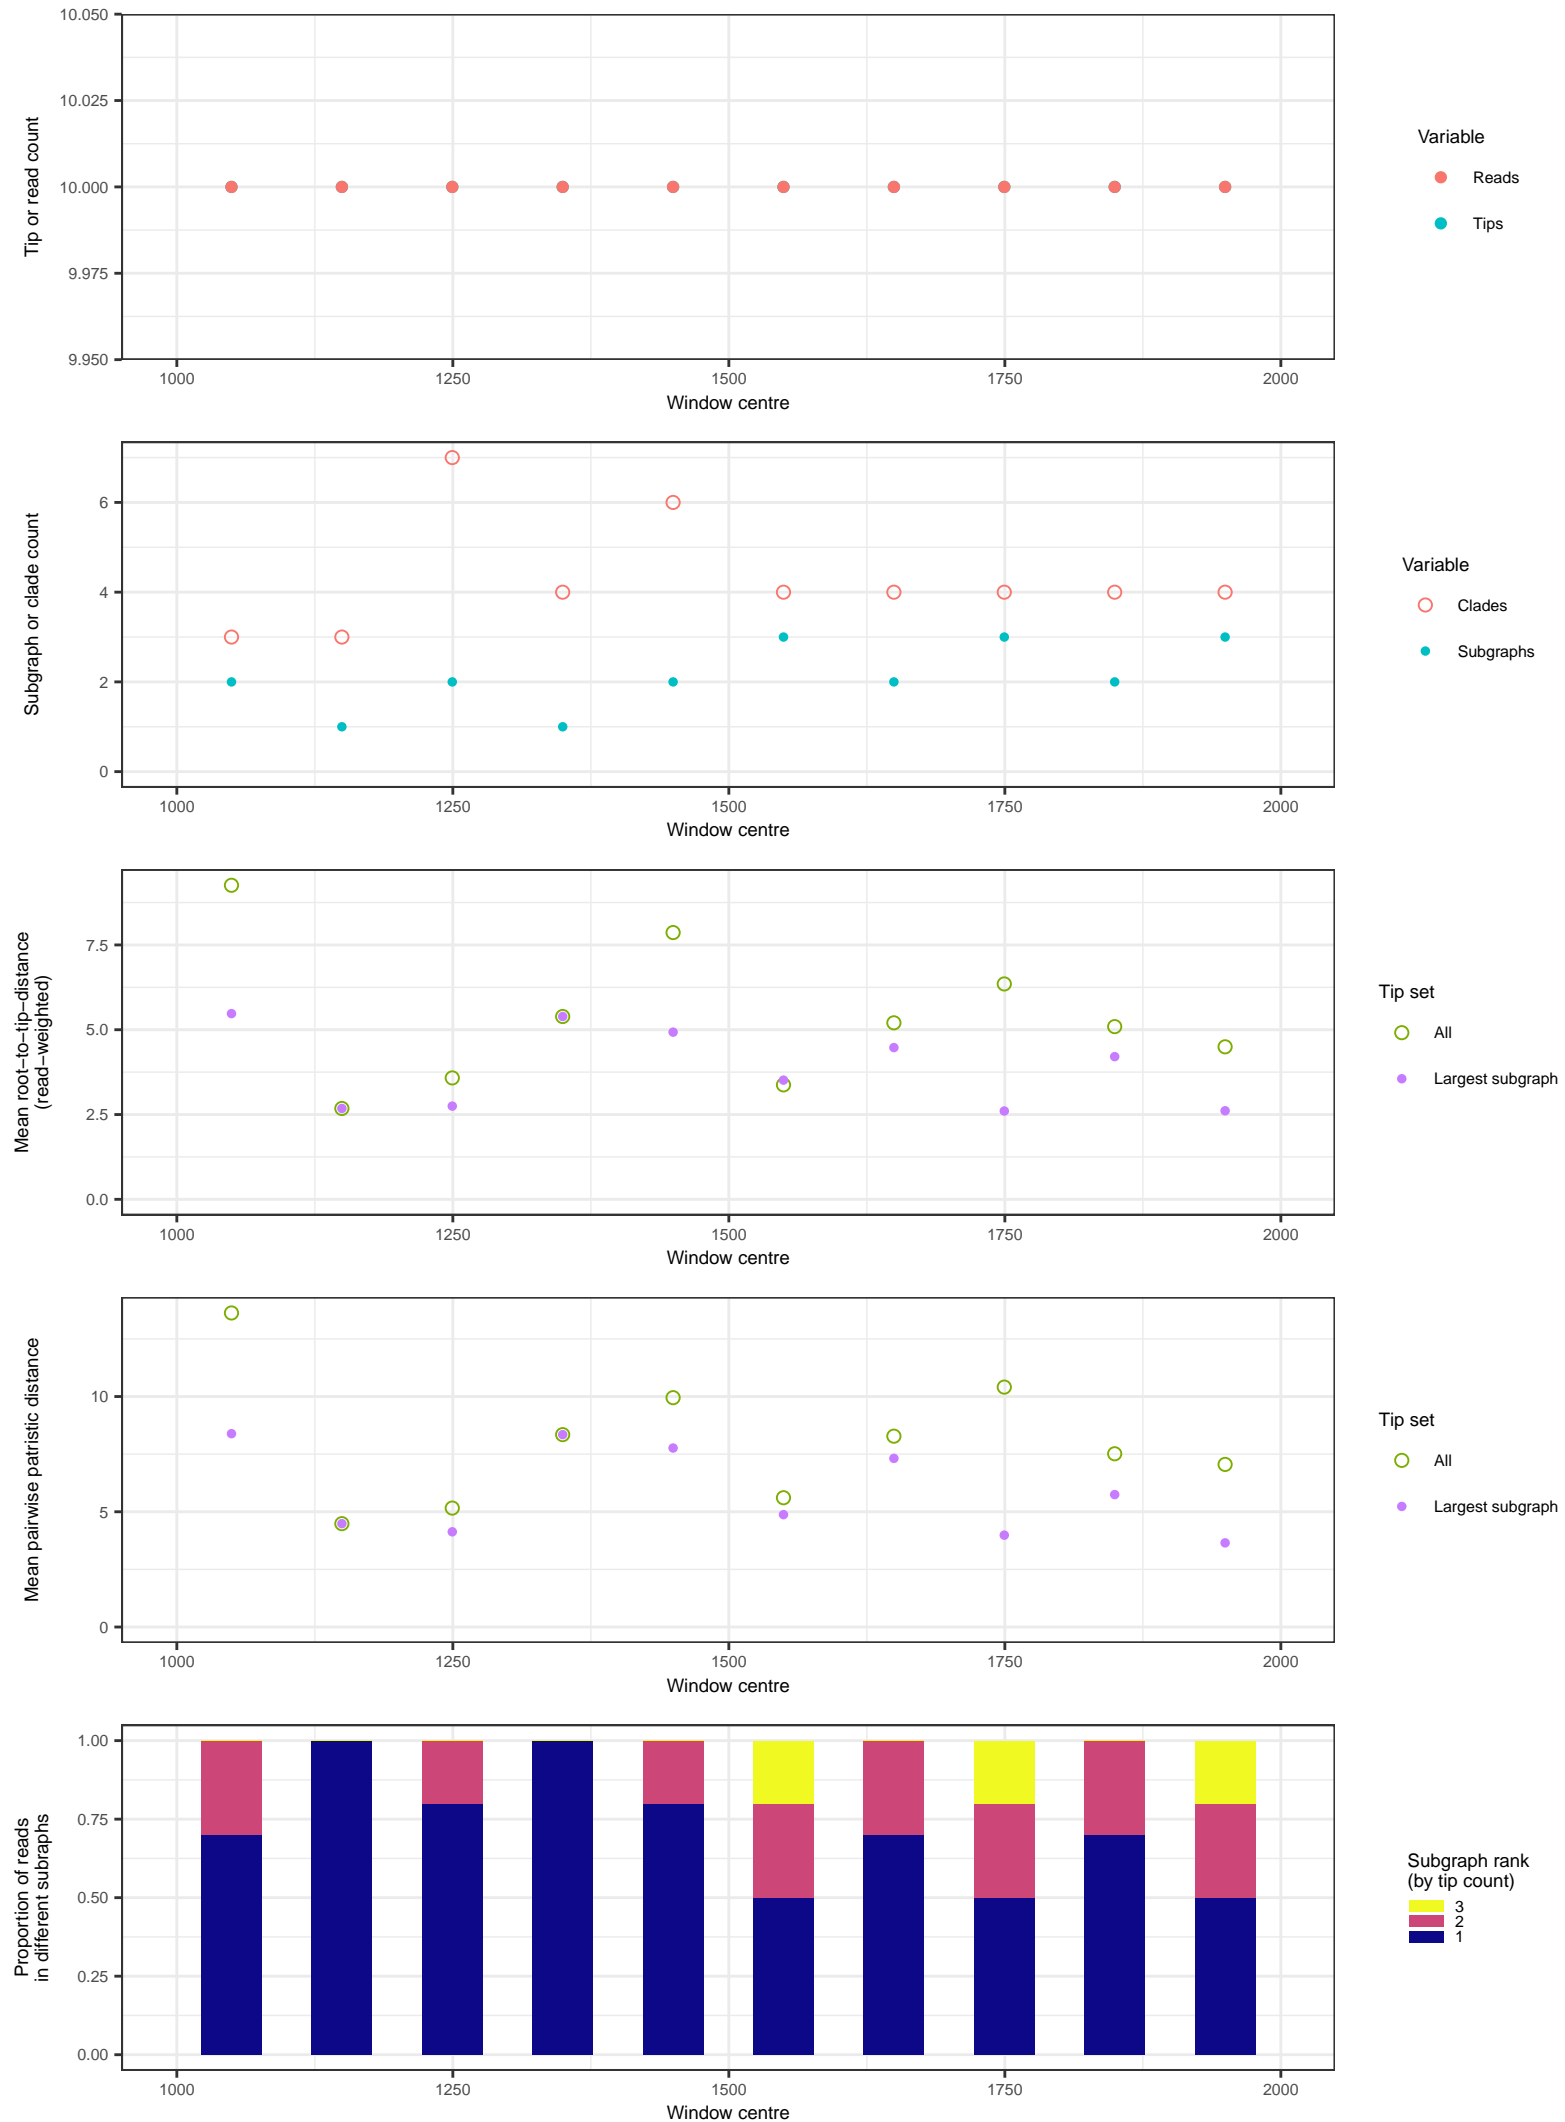 10.050
10.025
10.000
9.975
9.950
Tip or read count
1000 1250 1500 1750 2000
Window centre
Variable
Reads
Tips
6
4
2
0
Subgraph or clade count
1000 1250 1500 1750 2000
Window centre
Variable
Clades
Subgraphs
7.5
5.0
2.5
0.0
Mean root−to−tip−distance
(read−weighted)
1000 1250 1500 1750 2000
Window centre
Tip set
All
Largest subgraph
10
5
0
Mean pairwise patristic distance
1000 1250 1500 1750 2000
Window centre
Tip set
All
Largest subgraph
1.00
0.75
0.50
0.25
0.00
Proportion of reads
in different subraphs
1000 1250 1500 1750 2000
Window centre
Subgraph rank
(by tip count)
3
2
1